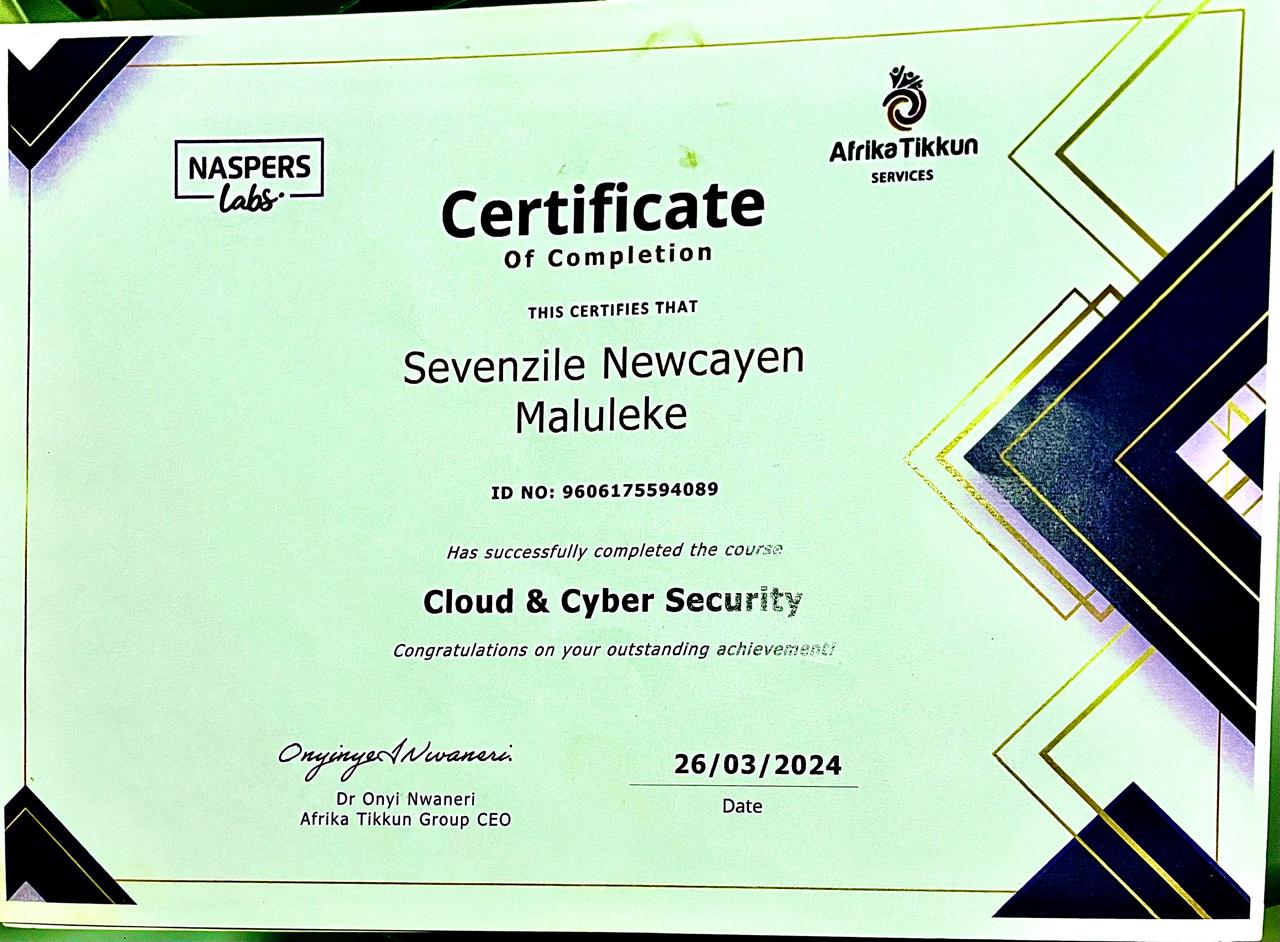 NASPERS
labs
Afrika Tikkun
SERVICES
Certificate
Of Completion
THIS CERTIFIES THAT
Sevenzile Newcayen
Maluleke
ID NO: 9606175594089
Has successfully completed the course
Cloud & Cyber Security
Congratulations on your outstanding achievement!
Onyinye J Nwaneri.
Dr Onyi Nwaneri
Afrika Tikkun Group CEO
26/03/2024
Date